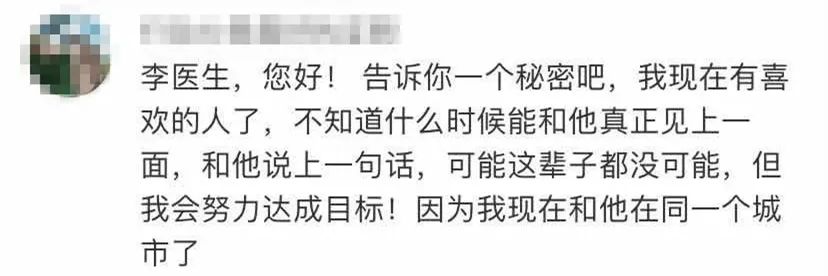 李医生，您好！ 告诉你一个秘密吧，我现在有喜
欢的人了，不知道什么时候能和他真正见上一
面，和他说上一句话，可能这辈子都没可能，但
我会努力达成目标！因为我现在和他在同一个城
市了